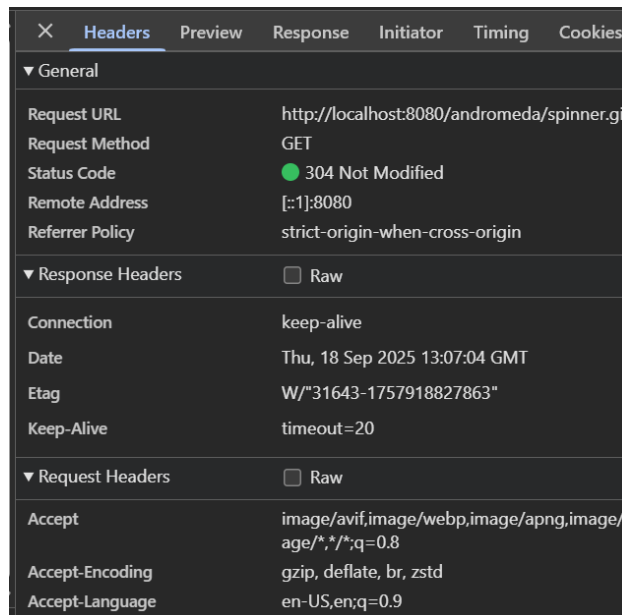 Headers Preview Response Initiator Timing Cookies
General
Request URL http://localhost:8080/andromeda/spinner.gi
Request Method GET
Status Code 304 Not Modified
Remote Address [::1]:8080
Referrer Policy strict-origin-when-cross-origin
Response Headers Raw
Connection keep-alive
Date Thu, 18 Sep 2025 13:07:04 GMT
Etag W/"31643-1757918827863"
Keep-Alive timeout=20
Request Headers Raw
Accept image/avif,image/webp,image/apng,image/
age/*,*/*;q=0.8
Accept-Encoding gzip, deflate, br, zstd
Accept-Language en-US,en;q=0.9